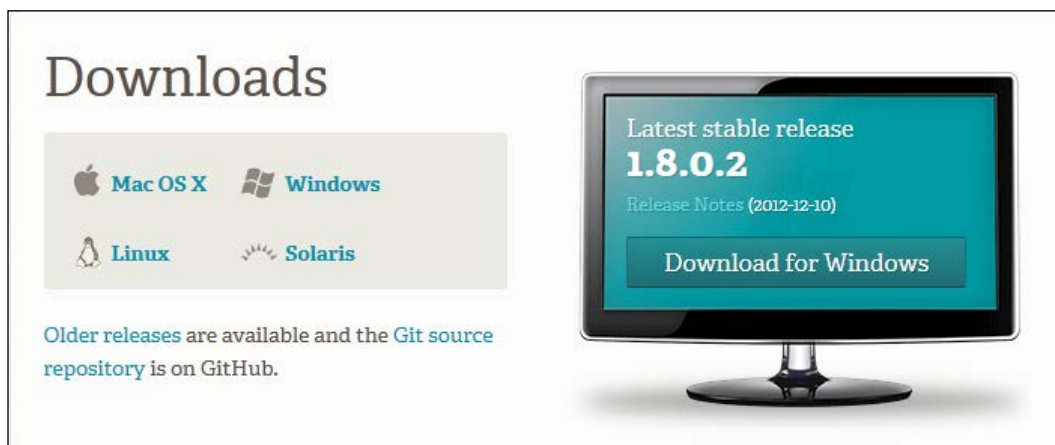 Downloads
Mac OS X
Windows
Linux
Solaris
Older releases are available and the Git source
repository is on GitHub.
Latest stable release
1.8.0.2
Release Notes (2012-12-10)
Download for Windows